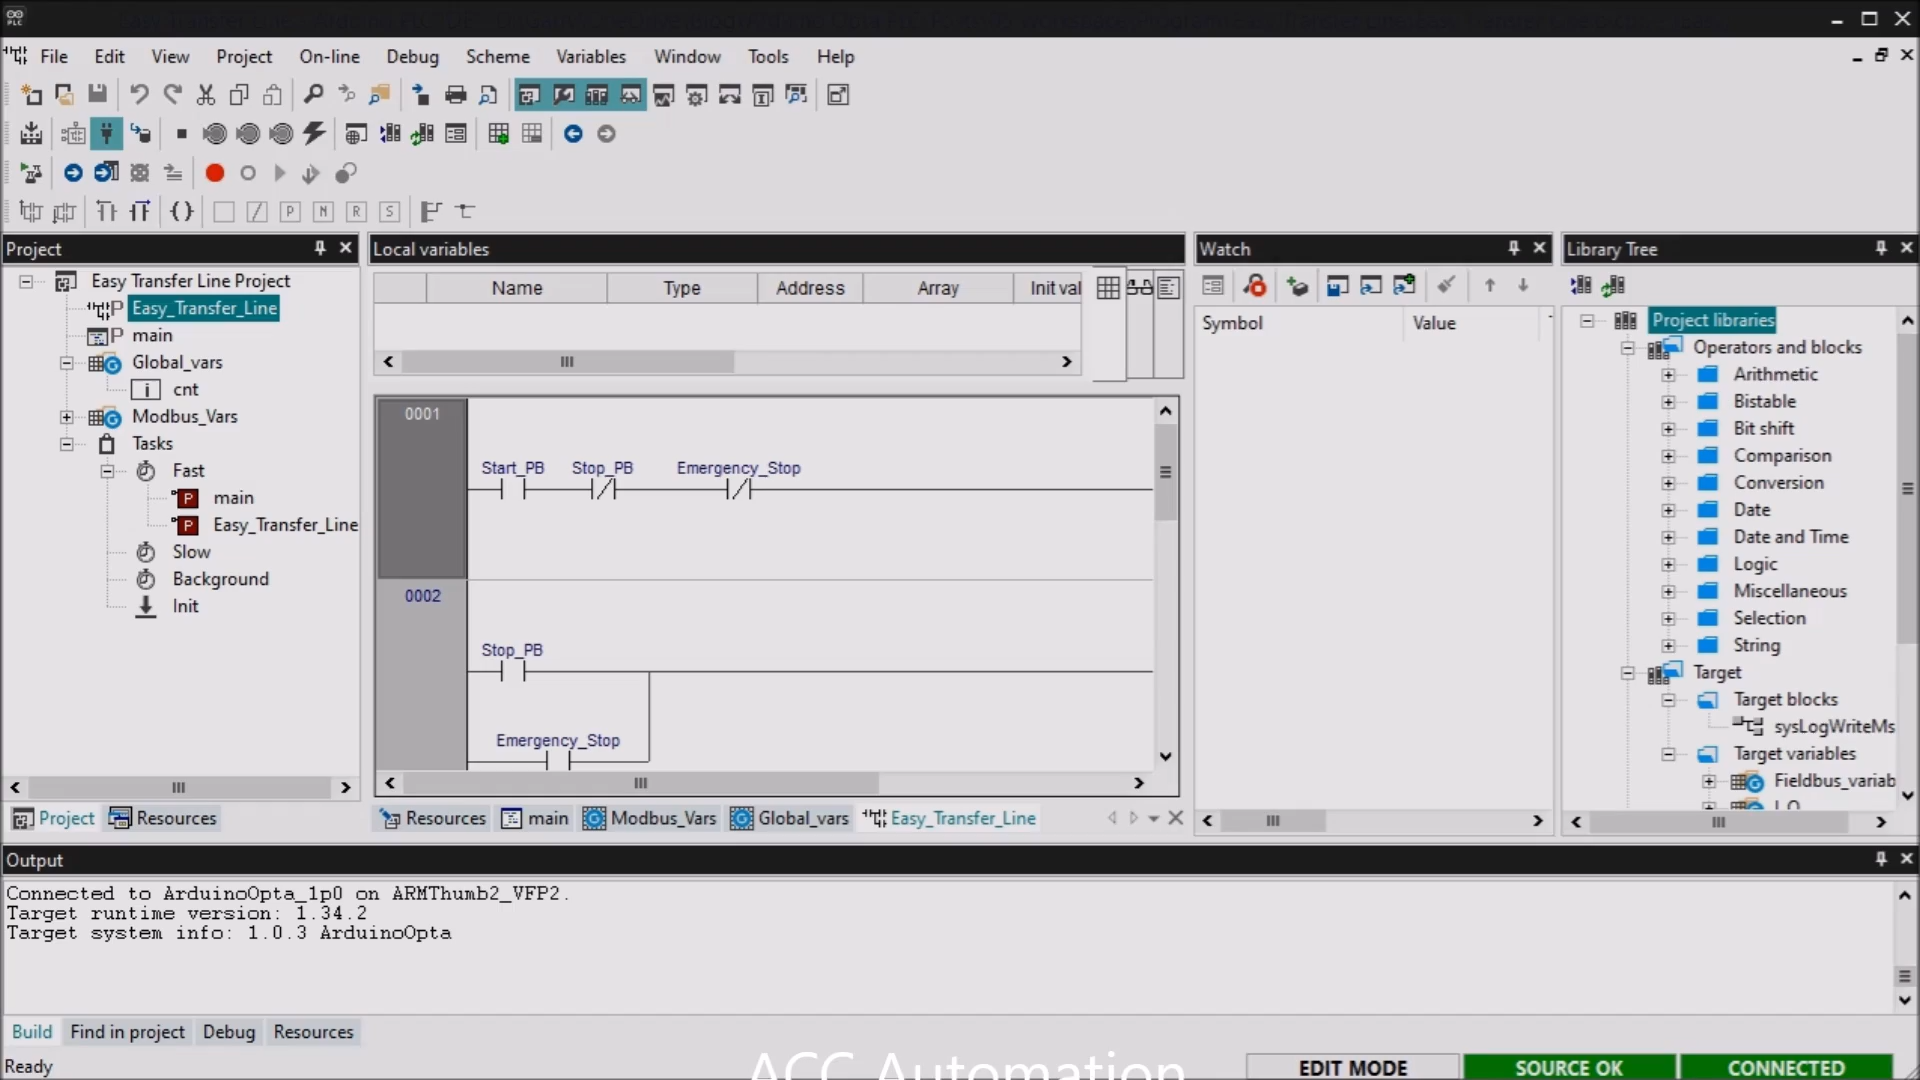 PLC
File Edit View Project On-line Debug Scheme Variables Window Tools Help
P N R S
Project
Easy Transfer Line Project
P Easy_Transfer_Line
P main
Global_vars
cnt
Modbus_Vars
Tasks
Fast
P main
P Easy_Transfer_Line
Slow
Background
Init
Project Resources
Local variables
Name Type Address Array Init val
0001
Start_PB Stop_PB Emergency_Stop
0002
Stop_PB
Emergency_Stop
Resources main Modbus_Vars Global_vars Easy_Transfer_Line
Watch
Symbol Value
Library Tree
Project libraries
Operators and blocks
Arithmetic
Bistable
Bit shift
Comparison
Conversion
Date
Date and Time
Logic
Miscellaneous
Selection
String
Target
Target blocks
sysLogWriteMs
Target variables
Fieldbus_variab
Output
Connected to ArduinoOpta_1p0 on ARMThumb2_VFP2.
Target runtime version: 1.34.2
Target system info: 1.0.3 ArduinoOpta
Build Find in project Debug Resources
Ready
ACC Automation
EDIT MODE SOURCE OK CONNECTED